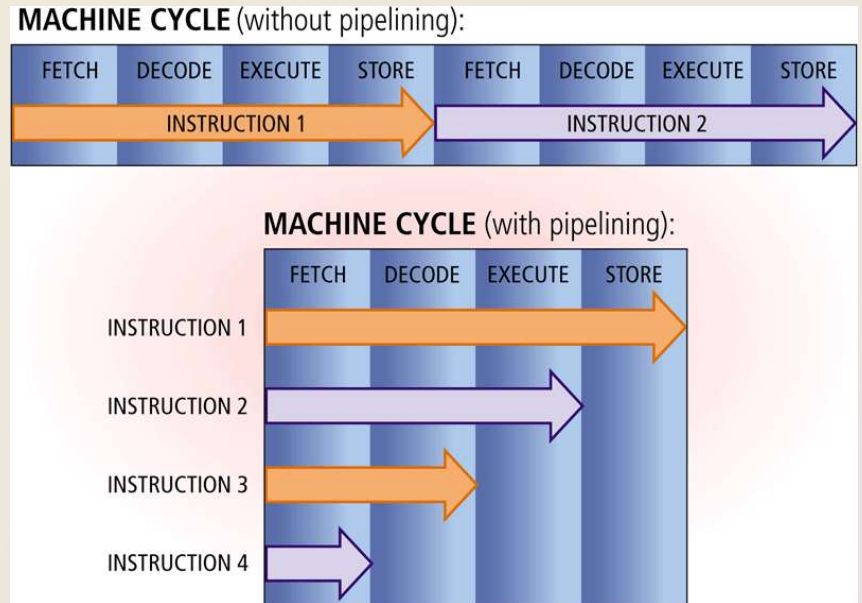 MACHINE CYCLE (without pipelining):
FETCH DECODE EXECUTE STORE FETCH DECODE EXECUTE STORE
INSTRUCTION 1 INSTRUCTION 2
MACHINE CYCLE (with pipelining):
FETCH DECODE EXECUTE STORE
INSTRUCTION 1
INSTRUCTION 2
INSTRUCTION 3
INSTRUCTION 4